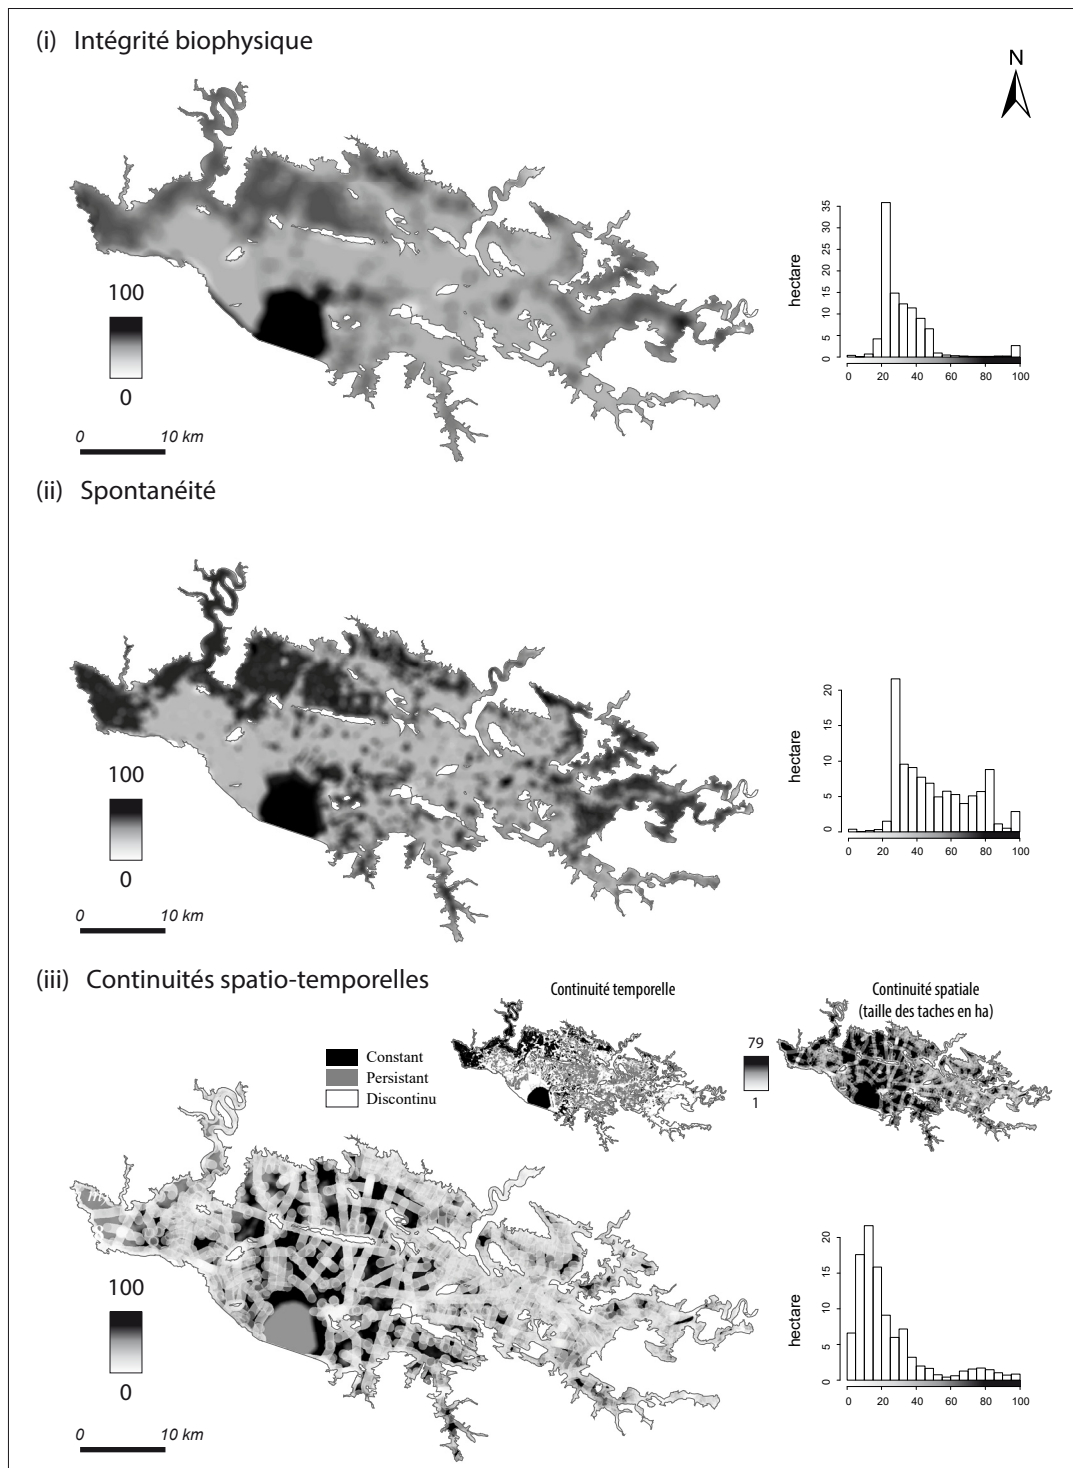 (i) Intégrité biophysique
N
100
0
0 10 km
hectare
0 5 10 15 20 25 30 35
0 20 40 60 80 100
(ii) Spontanéité
100
0
0 10 km
hectare
0 5 10 15 20
0 20 40 60 80 100
(iii) Continuités spatio-temporelles
Continuité temporelle
Continuité spatiale
(taille des taches en ha)
Constant
Persistant
Discontinu
79
1
100
0
0 10 km
hectare
0 5 10 15 20
0 20 40 60 80 100